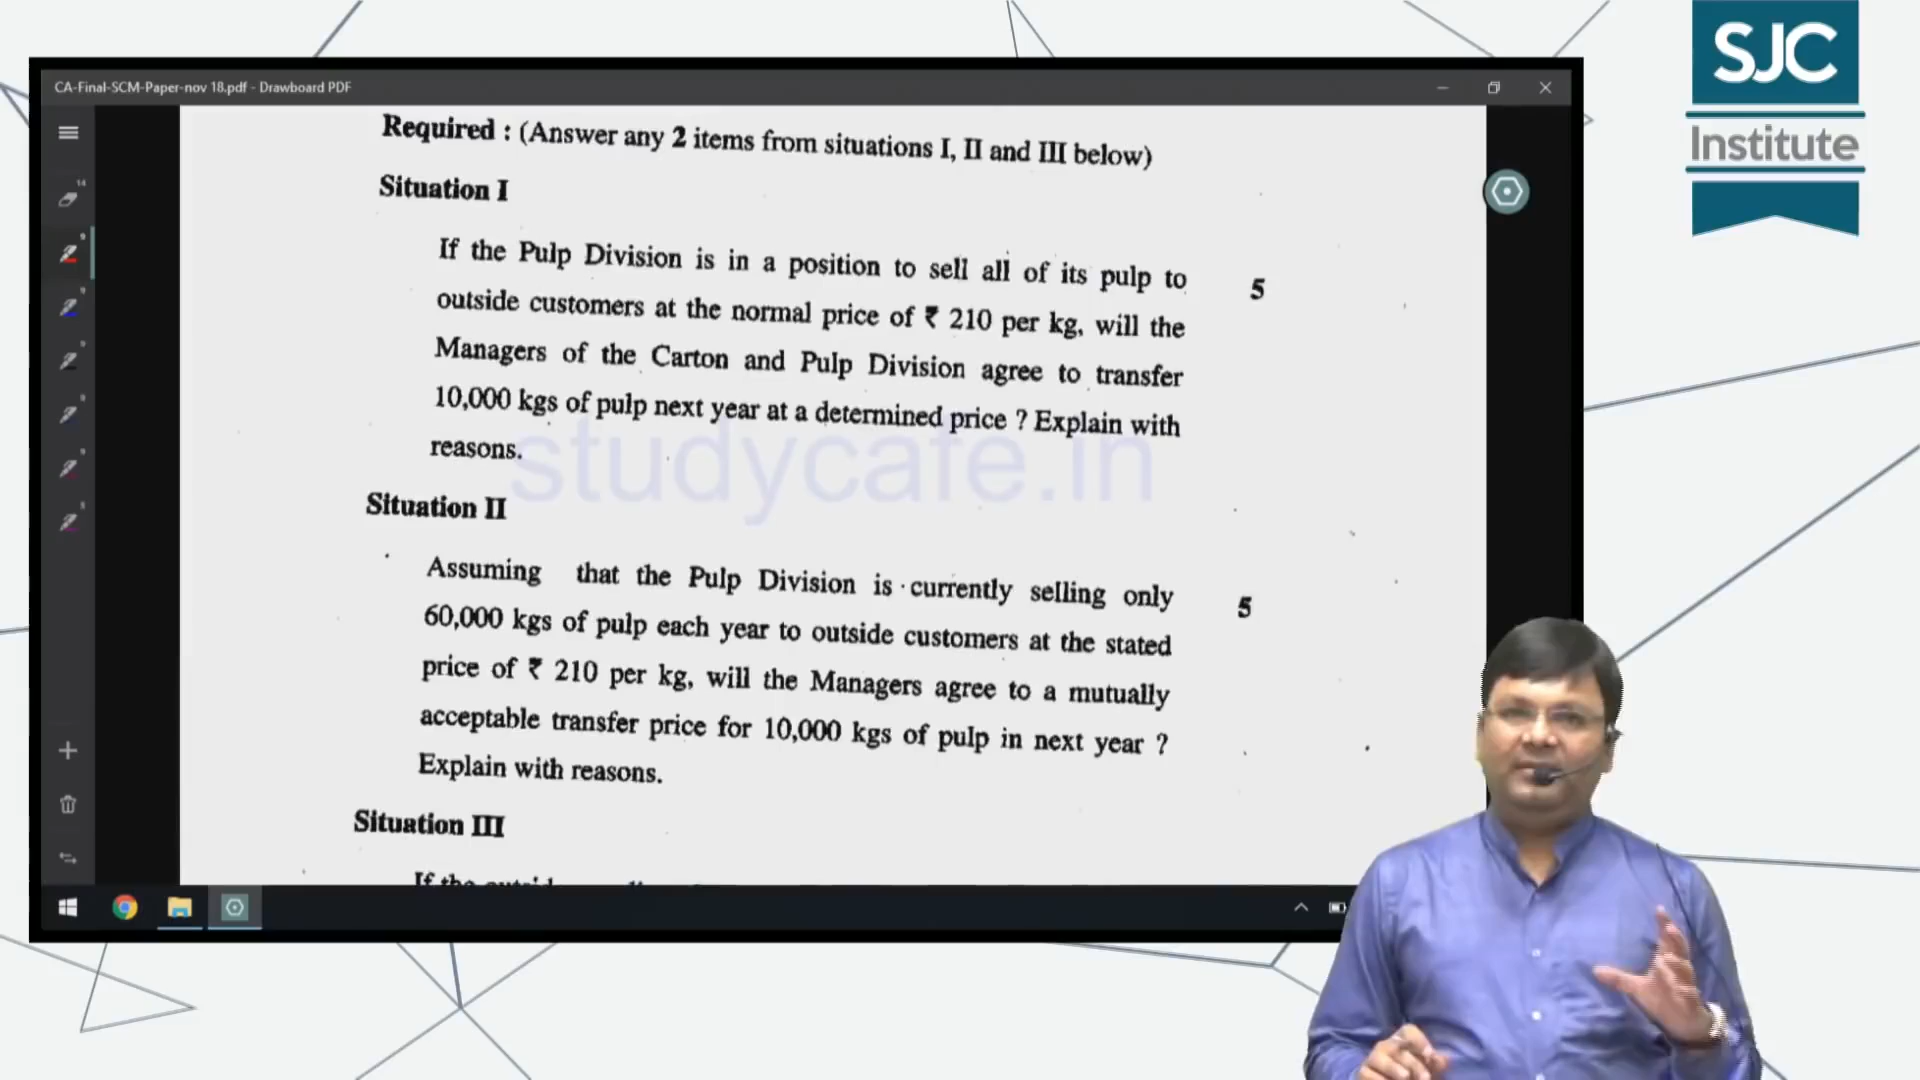 SJC
Institute
CA-Final-SCM-Paper-nov 18.pdf - Drawboard PDF
Required : (Answer any 2 items from situations I, II and III below)
Situation I
If the Pulp Division is in a position to sell all of its pulp to 5
outside customers at the normal price of ₹ 210 per kg, will the
Managers of the Carton and Pulp Division agree to transfer
10,000 kgs of pulp next year at a determined price ? Explain with
reasons.
studycafe.in
Situation II
Assuming that the Pulp Division is currently selling only 5
60,000 kgs of pulp each year to outside customers at the stated
price of ₹ 210 per kg, will the Managers agree to a mutually
acceptable transfer price for 10,000 kgs of pulp in next year ?
Explain with reasons.
Situation III
If the